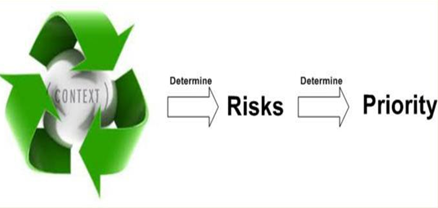 (CONTEXT)
Determine
Risks
Determine
Priority